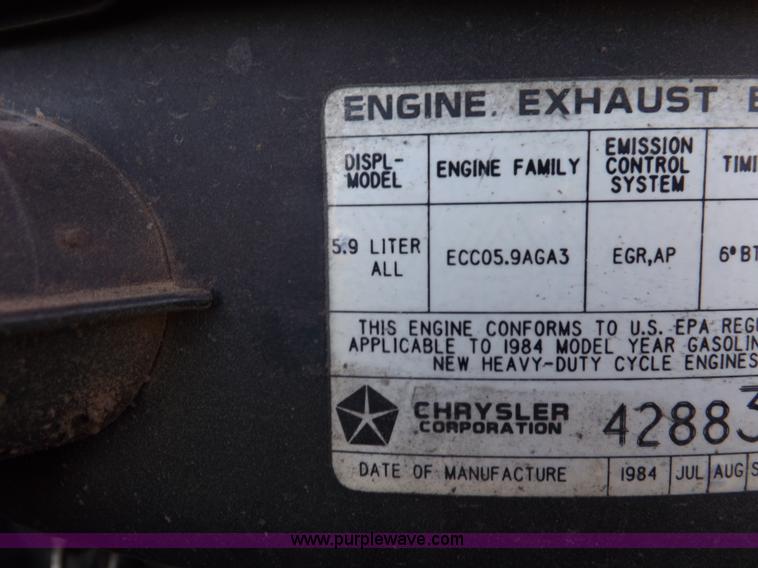 ENGINE. EXHAUST
DISPL-MODEL ENGINE FAMILY EMISSION CONTROL SYSTEM
5.9 LITER ALL ECC05.9AGA3 EGR,AP 6°
THIS ENGINE CONFORMS TO U.S. EPA
APPLICABLE TO 1984 MODEL YEAR
NEW HEAVY-DUTY CYCLE ENGINES
CHRYSLER CORPORATION 42883
DATE OF MANUFACTURE 1984 JUL AUG
www.purplewave.com